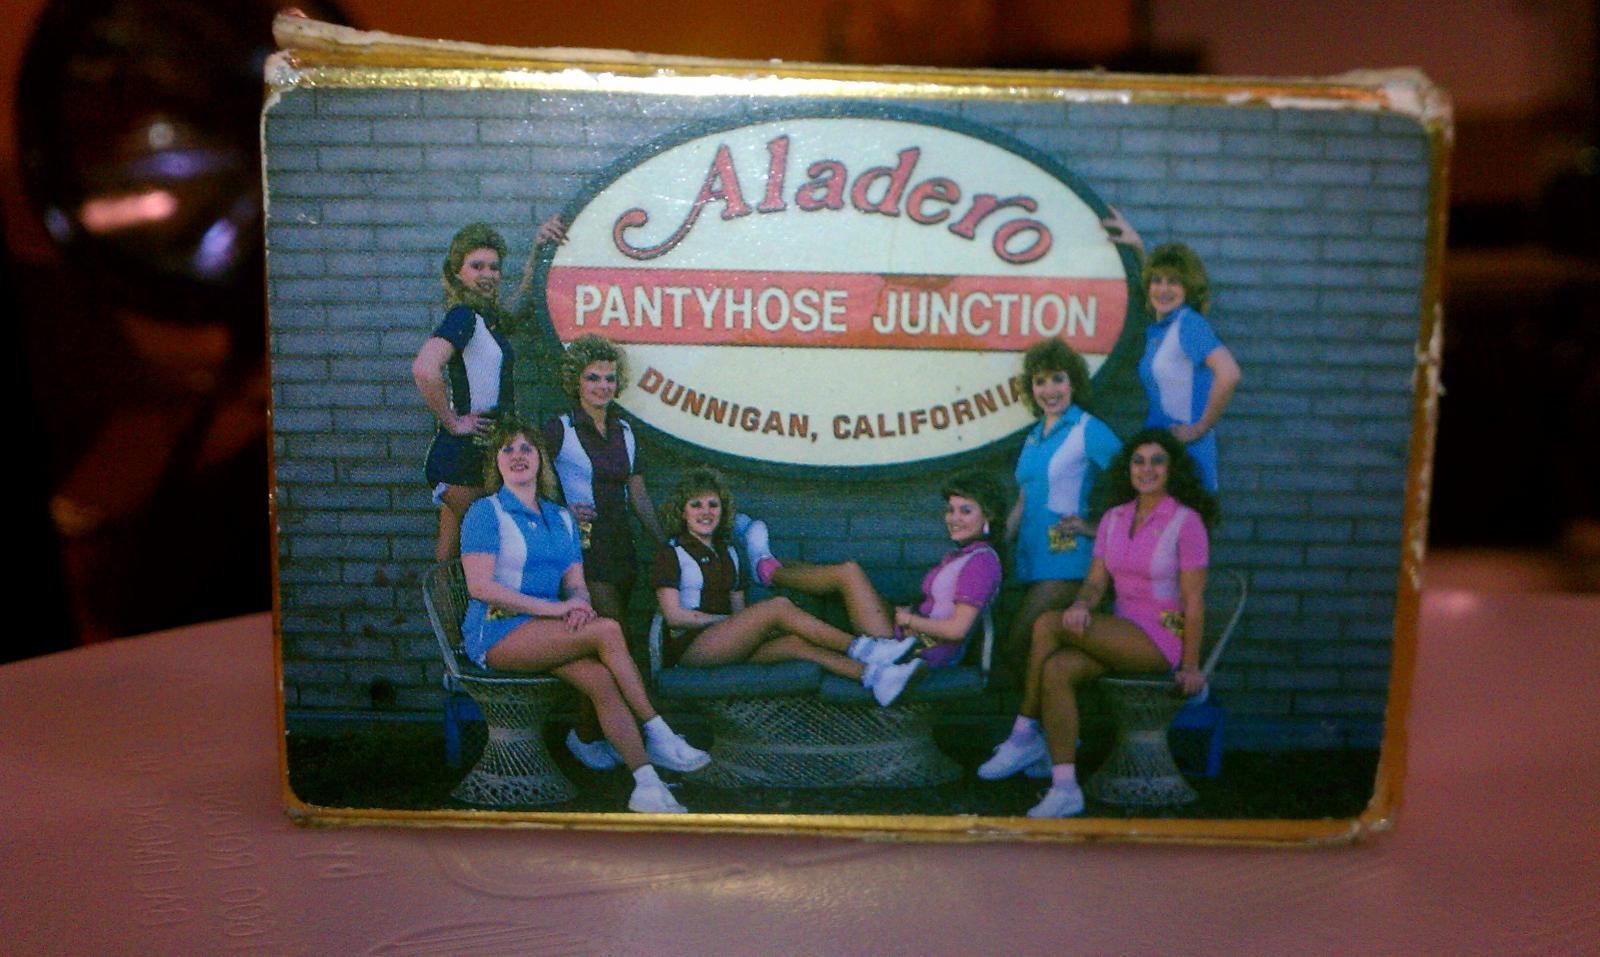 Aladero
PANTYHOSE JUNCTION
DUNNIGAN, CALIFORNIA